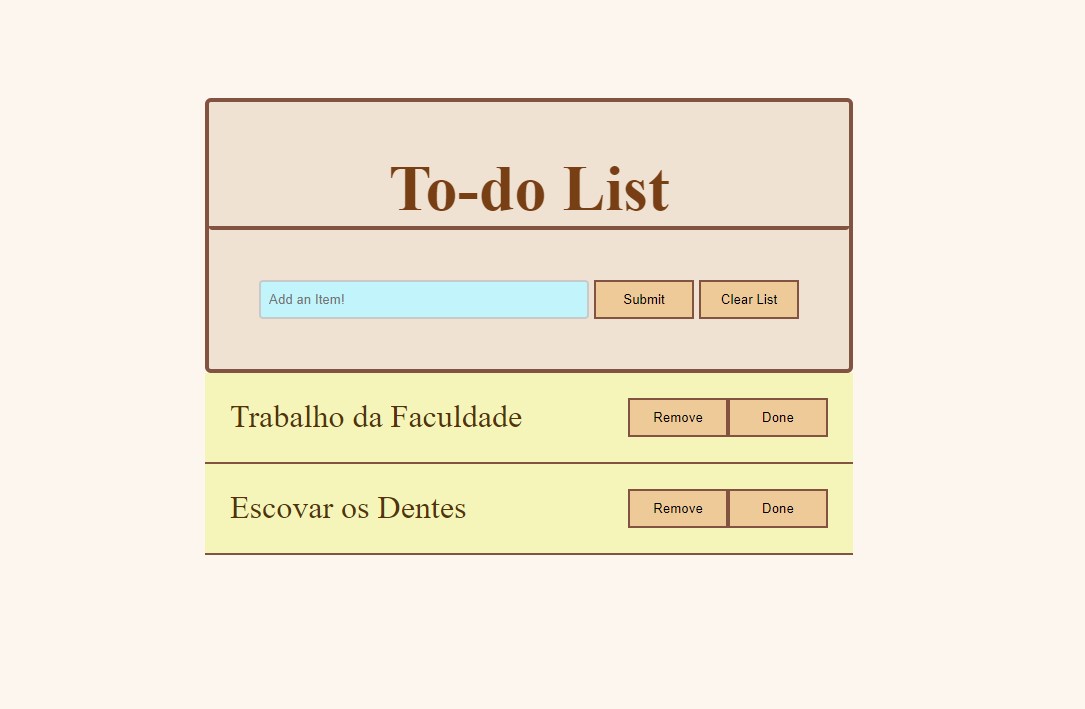 To-do List
Add an Item! Submit Clear List
Trabalho da Faculdade Remove Done
Escovar os Dentes Remove Done